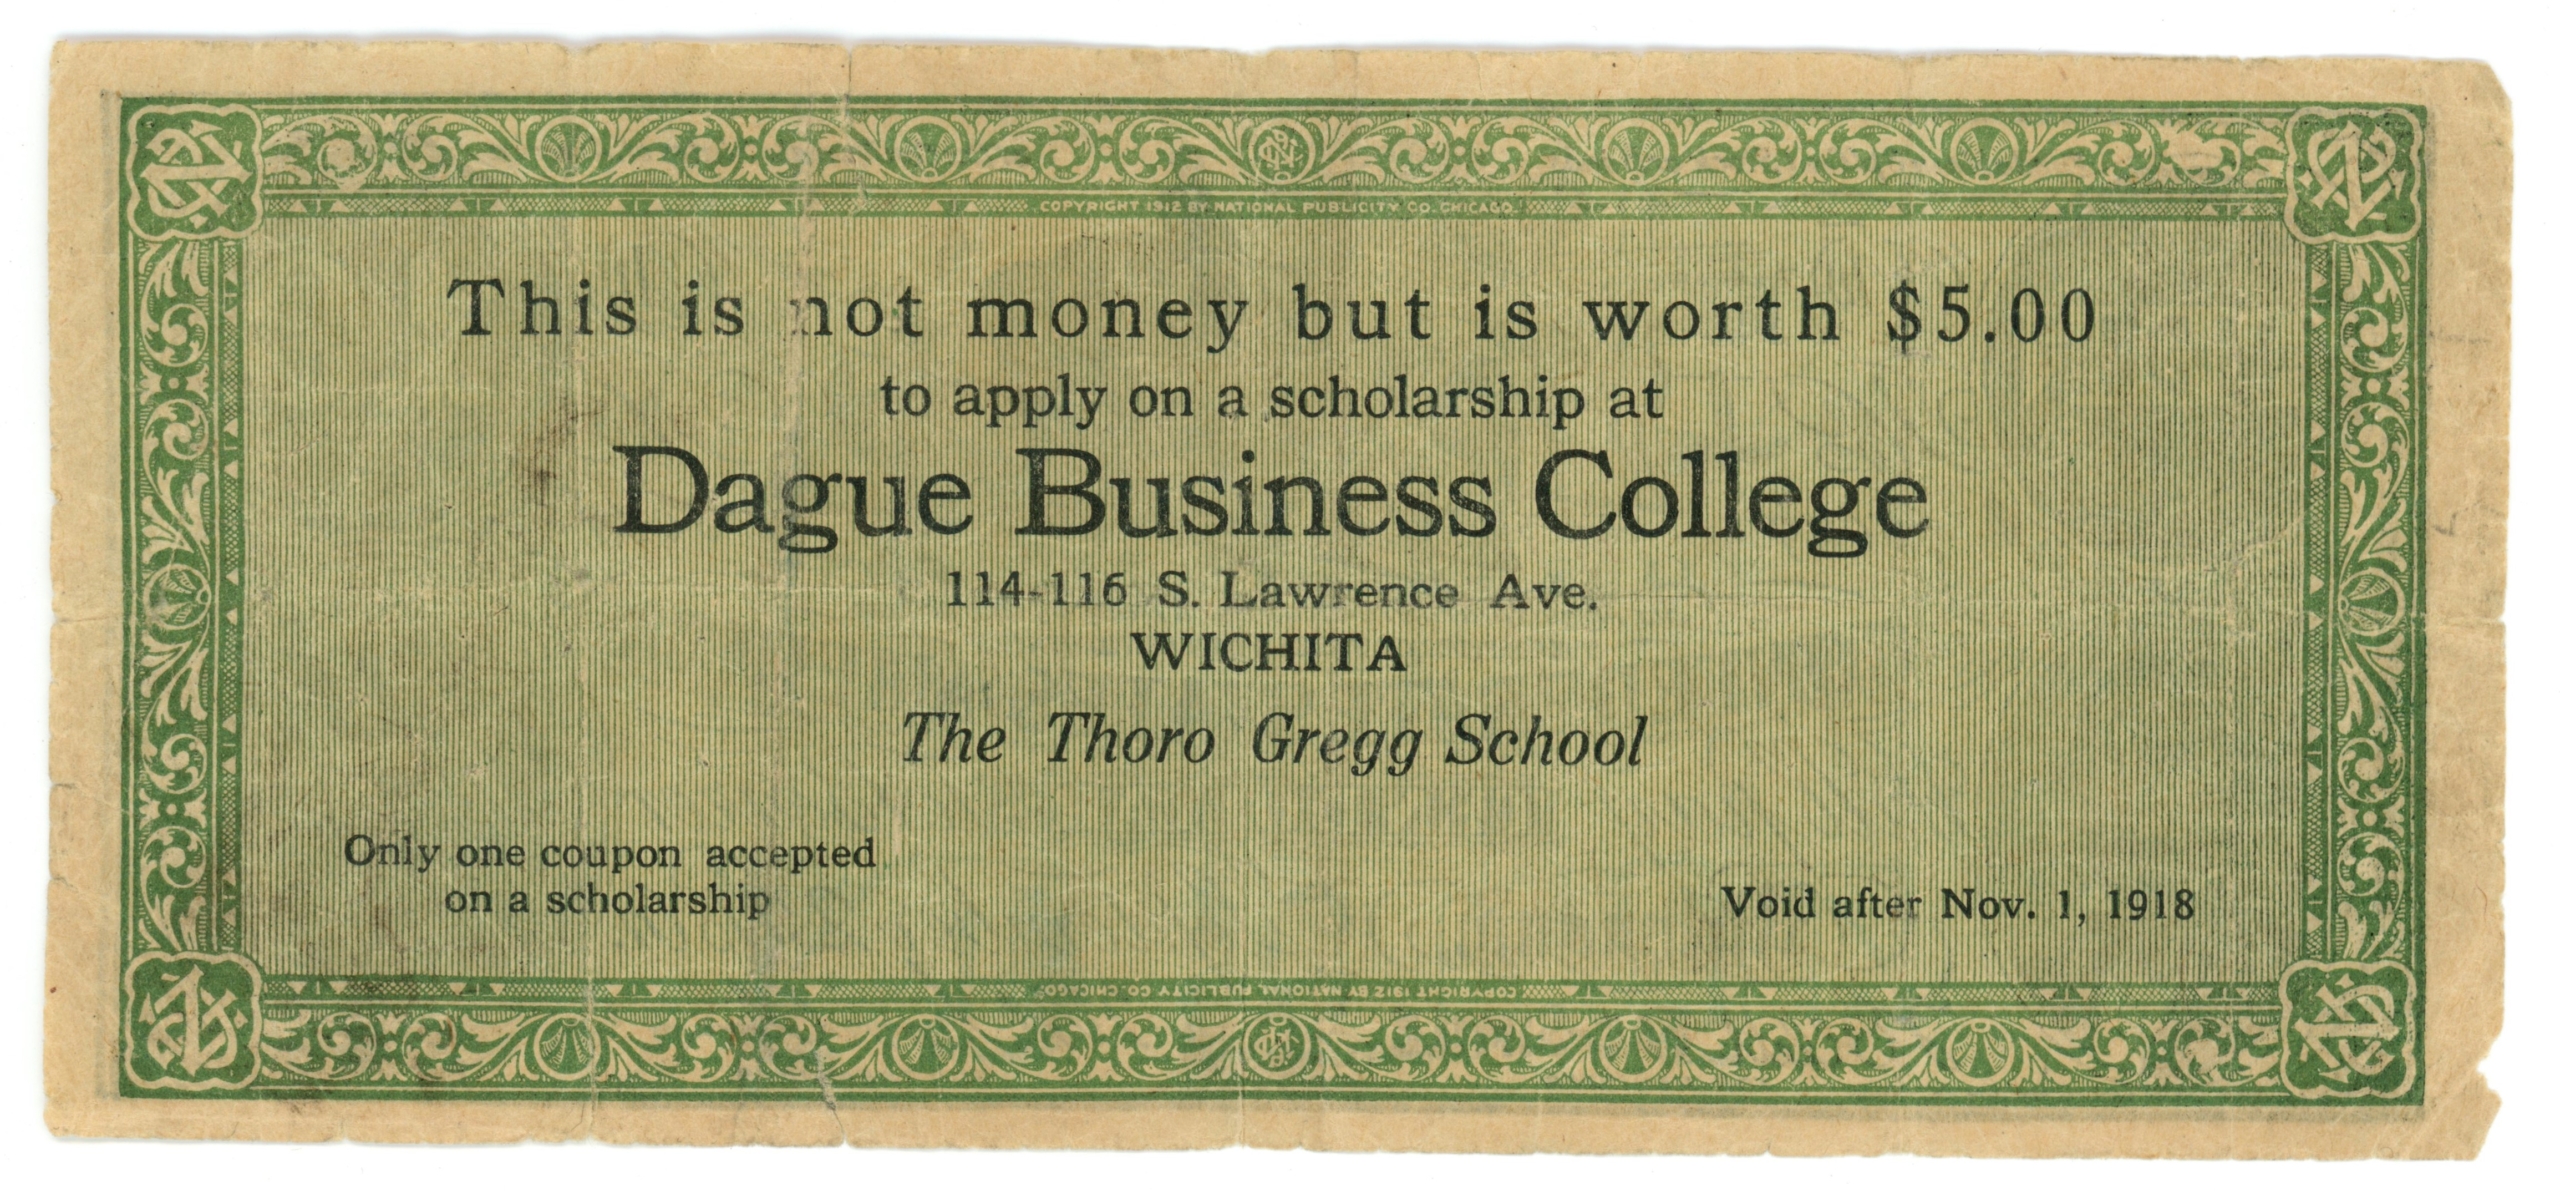 COPYRIGHT 1912 BY NATIONAL PUBLICITY CO. CHICAGO.
This is not money but is worth $5.00
to apply on a scholarship at
Dague Business College
114-116 S. Lawrence Ave.
WICHITA
The Thoro Gregg School
Only one coupon accepted
on a scholarship
Void after Nov. 1, 1918
COPYRIGHT 1912 BY NATIONAL PUBLICITY CO. CHICAGO.